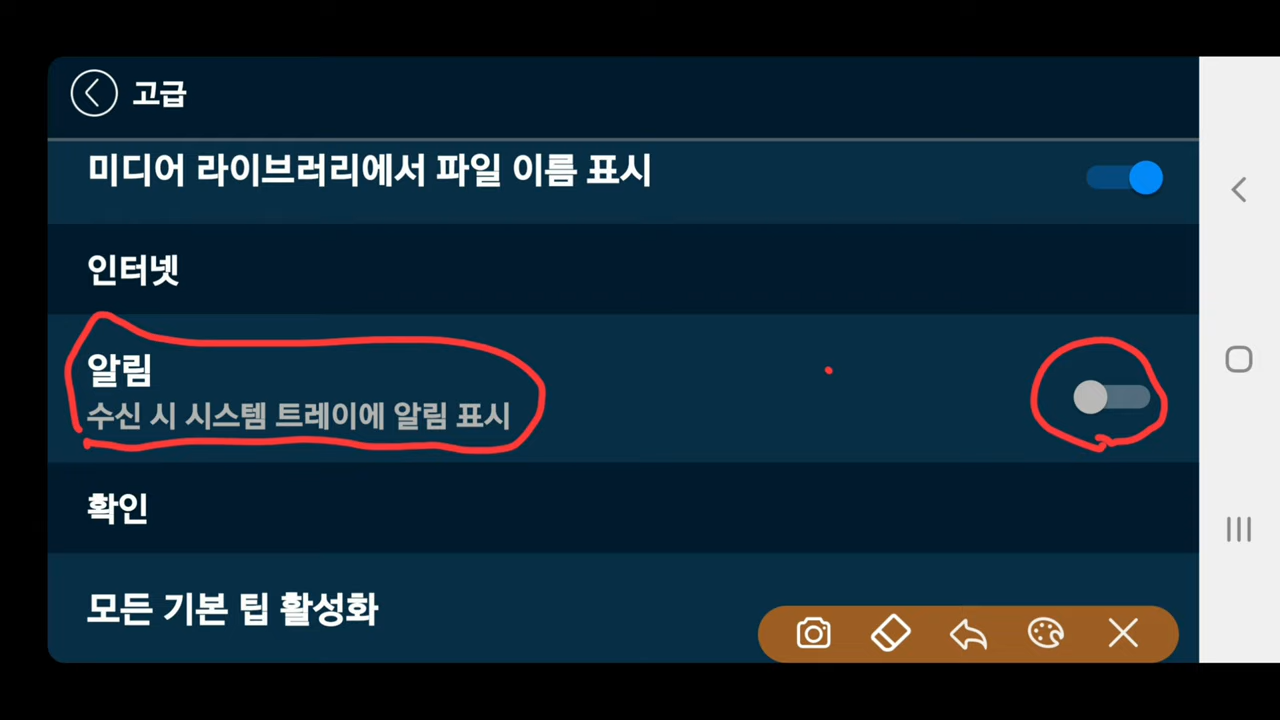 고급
미디어 라이브러리에서 파일 이름 표시
인터넷
알림
수신 시 시스템 트레이에 알림 표시
확인
모든 기본 팁 활성화